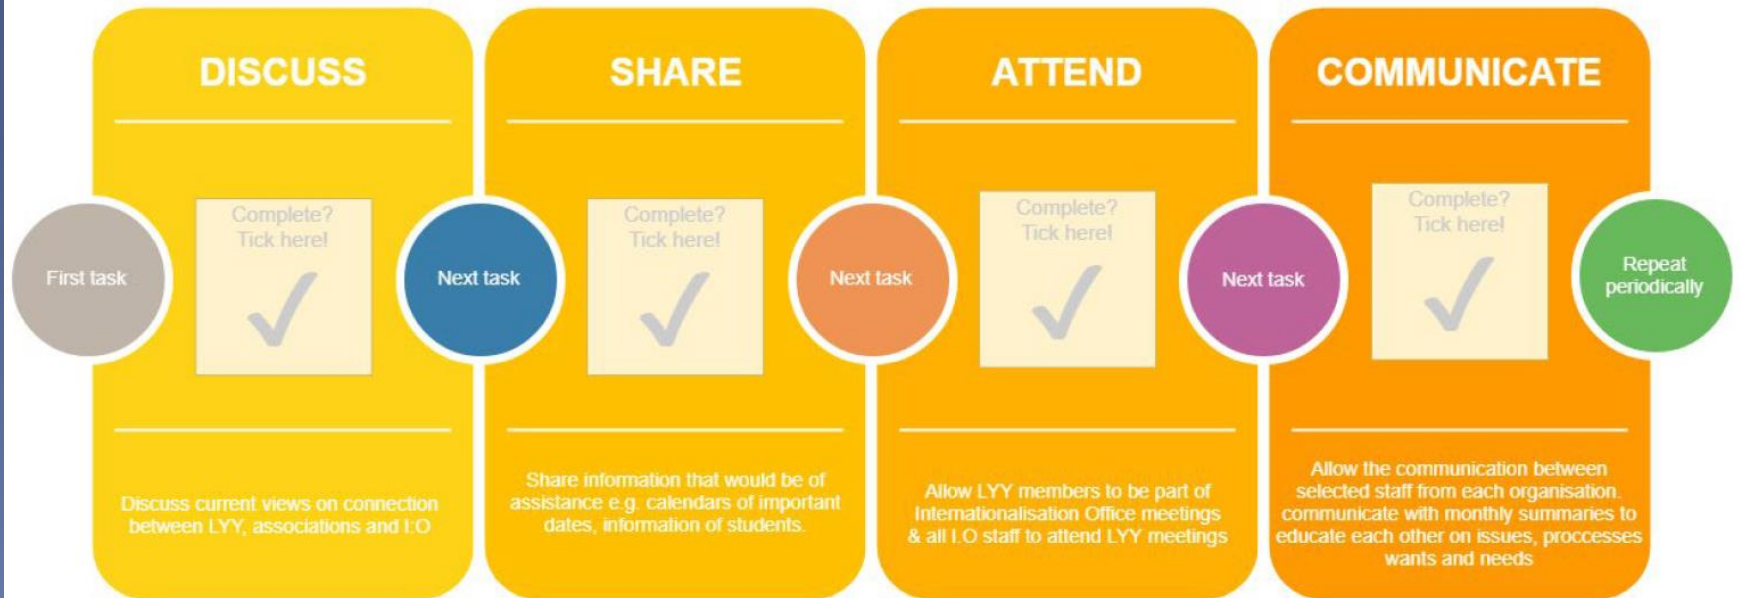 DISCUSS
SHARE
ATTEND
COMMUNICATE
First task
Complete?
Tick here!
Next task
Complete?
Tick here!
Next task
Complete?
Tick here!
Next task
Complete?
Tick here!
Repeat
periodically
Discuss current views on connection
between LYY, associations and I:O
Share information that would be of
assistance e.g. calendars of important
dates, information of students.
Allow LYY members to be part of
Internationalisation Office meetings
& all I.O staff to attend LYY meetings
Allow the communication between
selected staff from each organisation.
communicate with monthly summaries to
educate each other on issues, proccesses
wants and needs